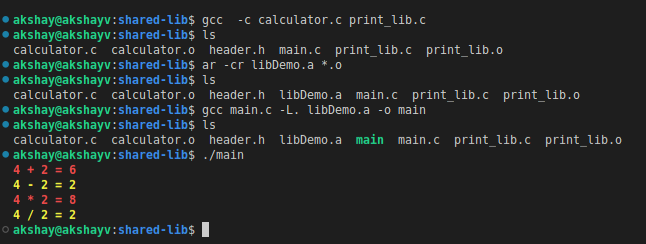 akshay@akshayv:shared-lib$ gcc  -c calculator.c print_lib.c
akshay@akshayv:shared-lib$ ls
calculator.c  calculator.o  header.h  main.c  print_lib.c  print_lib.o
akshay@akshayv:shared-lib$ ar -cr libDemo.a *.o
akshay@akshayv:shared-lib$ ls
calculator.c  calculator.o  header.h  libDemo.a  main.c  print_lib.c  print_lib.o
akshay@akshayv:shared-lib$ gcc main.c -L. libDemo.a -o main
akshay@akshayv:shared-lib$ ls
calculator.c  calculator.o  header.h  libDemo.a  main  main.c  print_lib.c  print_lib.o
akshay@akshayv:shared-lib$ ./main
4 + 2 = 6
4 - 2 = 2
4 * 2 = 8
4 / 2 = 2
akshay@akshayv:shared-lib$